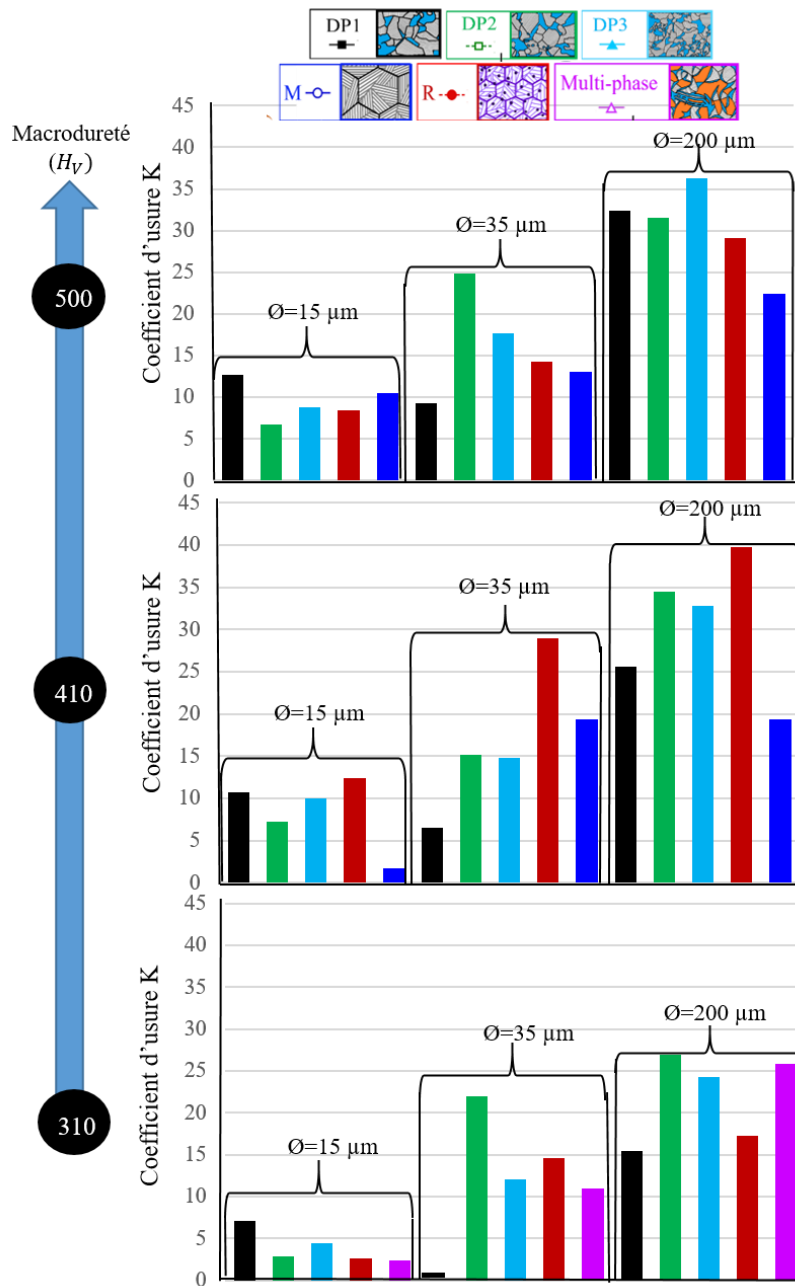 DP1
DP2
DP3
M
R
Multi-phase
Macrodureté
(H_V)
500
410
310
Coefficient d'usure K
45
40
35
30
25
20
15
10
5
0
Ø=15 µm
Ø=35 µm
Ø=200 µm
Coefficient d'usure K
45
40
35
30
25
20
15
10
5
0
Ø=15 µm
Ø=35 µm
Ø=200 µm
Coefficient d'usure K
45
40
35
30
25
20
15
10
5
0
Ø=15 µm
Ø=35 µm
Ø=200 µm